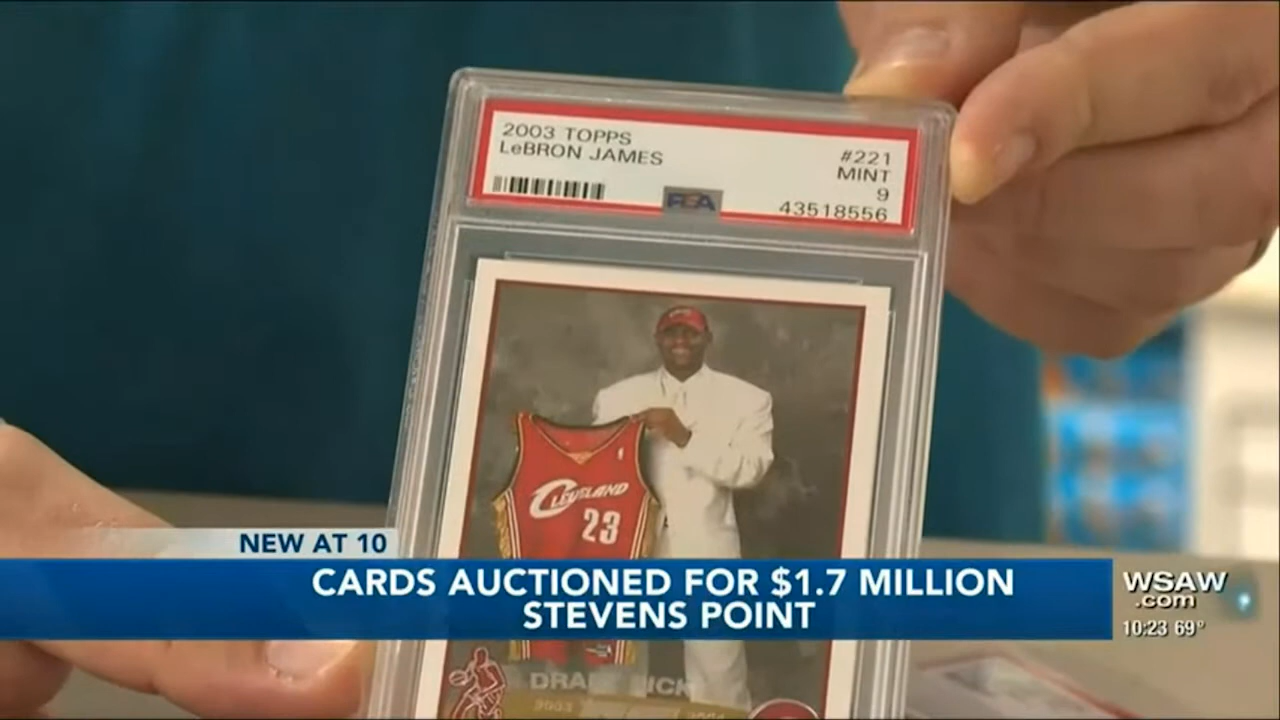 2003 TOPPS
LeBRON JAMES
#221
MINT
9
PSA
43518556
CLEVELAND
23
NEW AT 10
CARDS AUCTIONED FOR $1.7 MILLION
STEVENS POINT
WSAW
.com
10:23 69°
2003